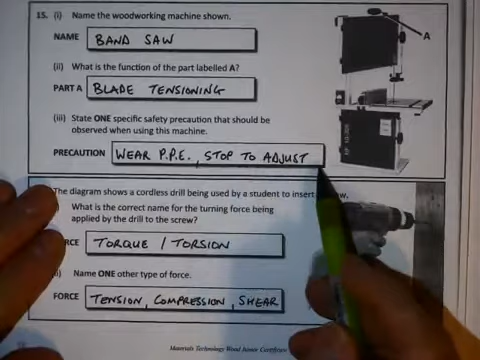 15. (i) Name the woodworking machine shown.
NAME BAND SAW
(ii) What is the function of the part labelled A?
A
PART A BLADE TENSIONING
(iii) State ONE specific safety precaution that should be
observed when using this machine.
PRECAUTION WEAR P.P.E., STOP TO ADJUST
The diagram shows a cordless drill being used by a student to insert
What is the correct name for the turning force being
applied by the drill to the screw?
TORQUE / TORSION
Name ONE other type of force.
FORCE TENSION, COMPRESSION, SHEAR
Materials Technology Wood Junior Certificate